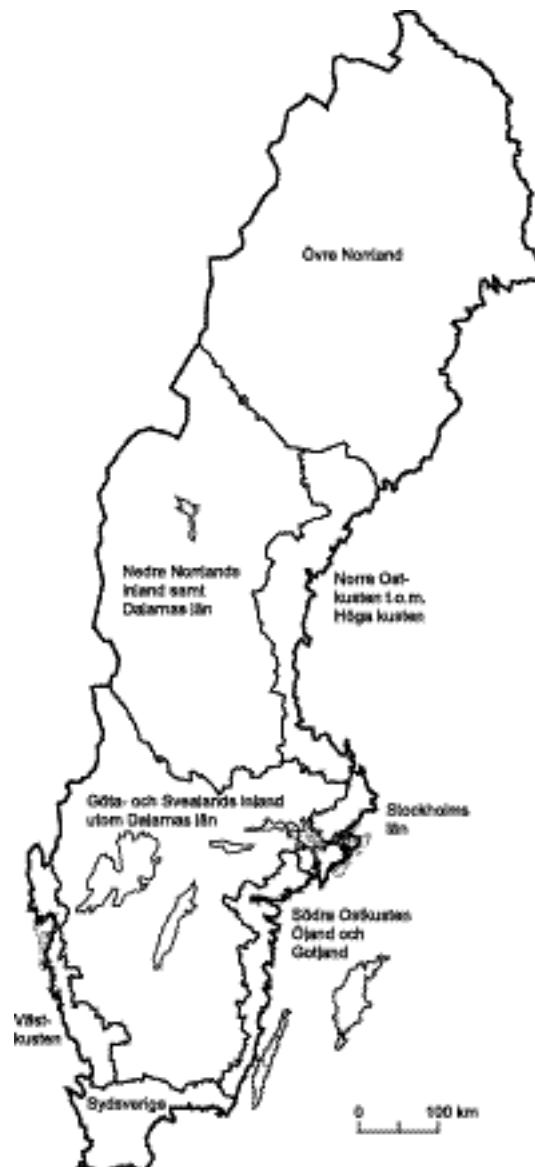 Övre Norrland
Nedre Norrlands
inland samt
Dalarnas län
Norra Ost-
kusten t.o.m.
Höga kusten
Göta- och Svealands inland
utom Dalarnas län
Stockholms
län
Södra Ostkusten
Öland och
Gotland
Väst-
kusten
Sydsverige
0 100 km